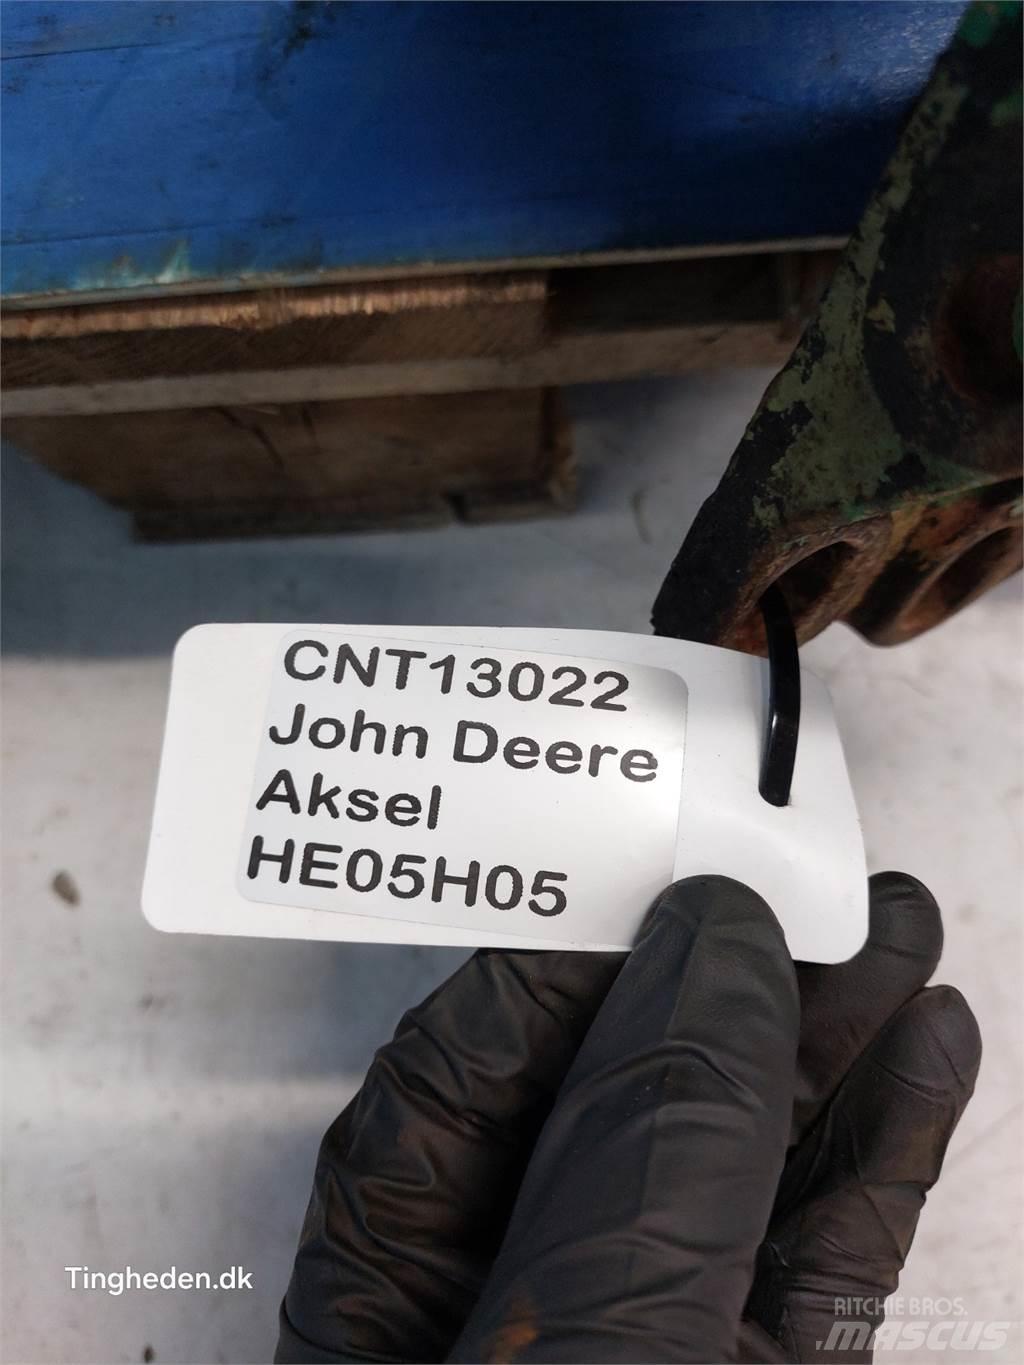 CNT13022
John Deere
Aksel
HE05H05
Tingheden.dk
RITCHIE BROS.
MASCUS